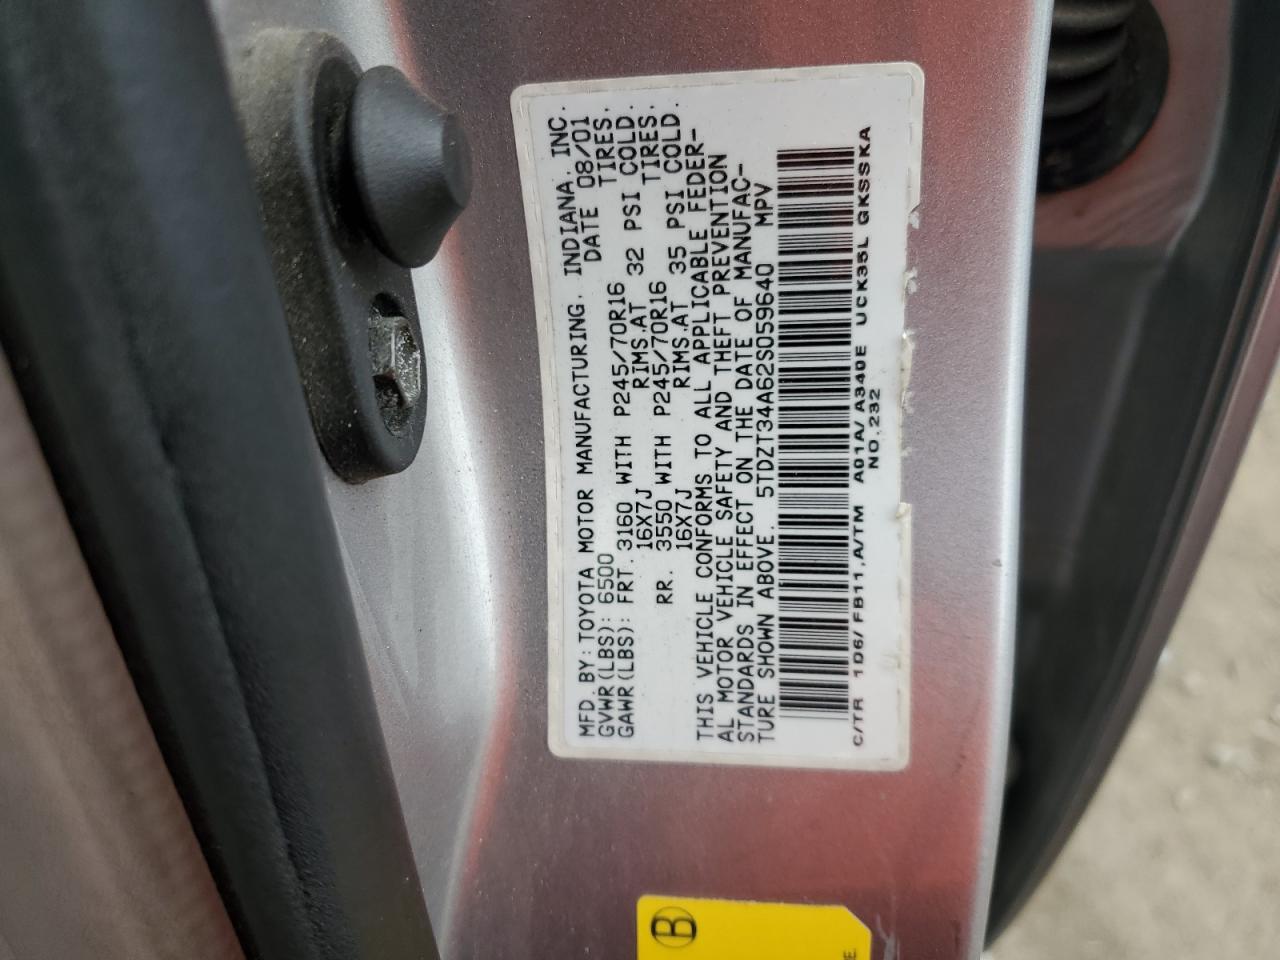 MFD. BY: TOYOTA MOTOR MANUFACTURING, INDIANA, INC.
GVWR(LBS): 6500 DATE 08/01
GAWR(LBS): FRT. 3160 WITH P245/70R16 TIRES.
16X7J RIMS.AT 32 PSI COLD
RR. 3550 WITH P245/70R16 TIRES.
16X7J RIMS.AT 35 PSI COLD.
THIS VEHICLE CONFORMS TO ALL APPLICABLE FEDER-
AL MOTOR VEHICLE SAFETY AND THEFT PREVENTION
STANDARDS IN EFFECT ON THE DATE OF MANUFAC-
TURE SHOWN ABOVE. 5TDZT34A62S059640 MPV
C/TR 1D6/ FB11,A/TM A01A/ A340E UCK35L GKSSKA
NO.232
B